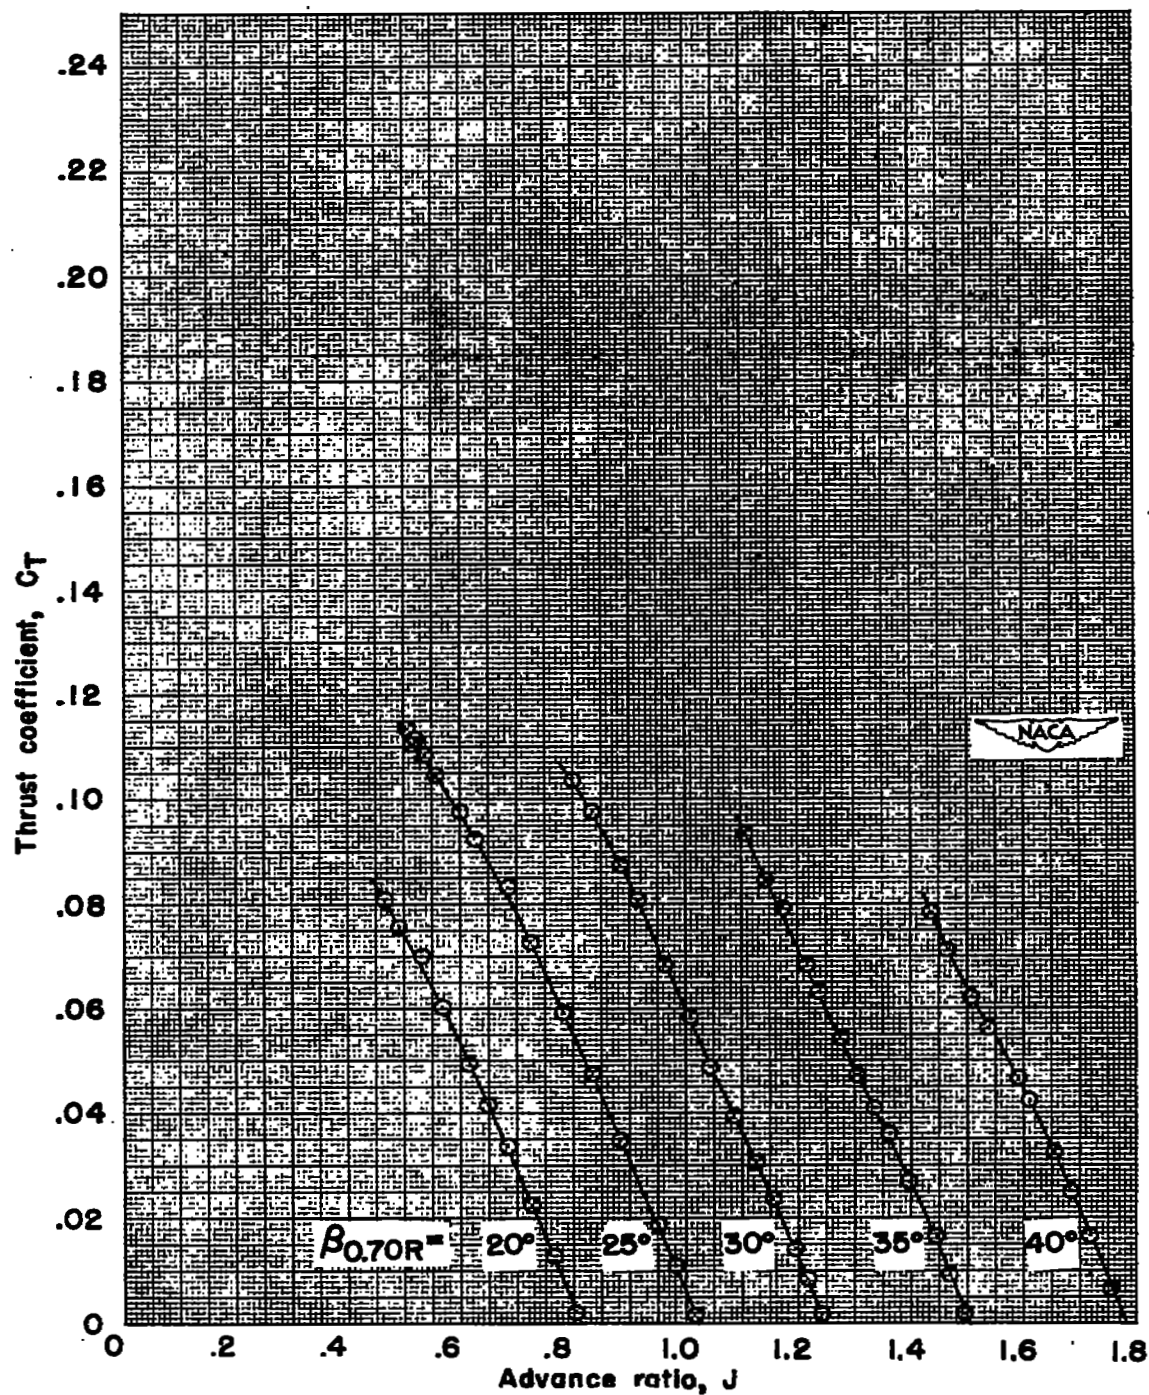 .24
.22
.20
.18
.16
.14
.12
.10
.08
.06
.04
.02
0
Thrust coefficient, CT
NACA
β0.70R= 20° 25° 30° 35° 40°
0 .2 .4 .6 .8 1.0 1.2 1.4 1.6 1.8
Advance ratio, J